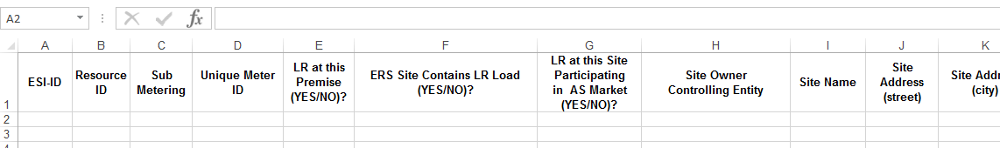 A2
fx
A B C D E F G H I J K
1
ESI-ID
Resource
ID
Sub
Metering
Unique Meter
ID
LR at this
Premise
(YES/NO)?
ERS Site Contains LR Load
(YES/NO)?
LR at this Site
Participating
in AS Market
(YES/NO)?
Site Owner
Controlling Entity
Site Name
Site
Address
(street)
Site Addr
(city)
2
3